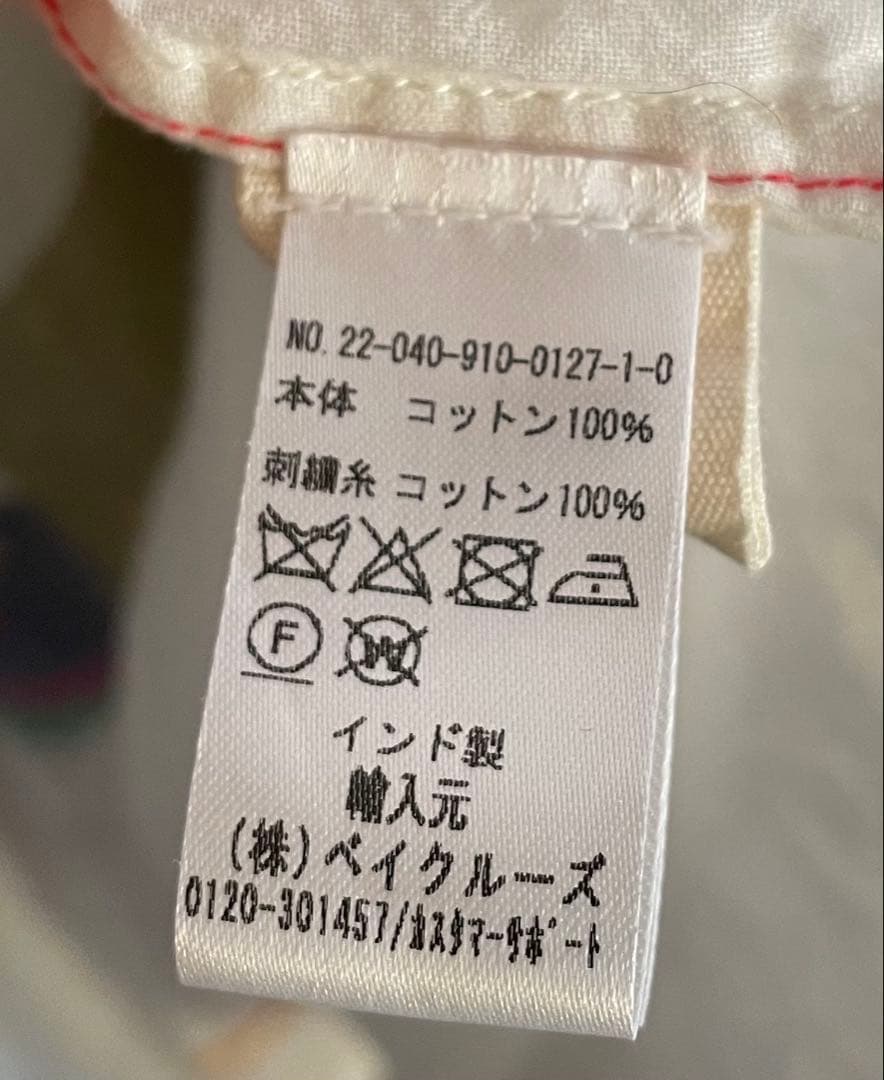 NO. 22-040-910-0127-1-0
本体 コットン100%
刺繍糸 コットン100%
F
W
インド製
輸入元
(株)ベイクルーズ
0120-301457/カスタマーサポート